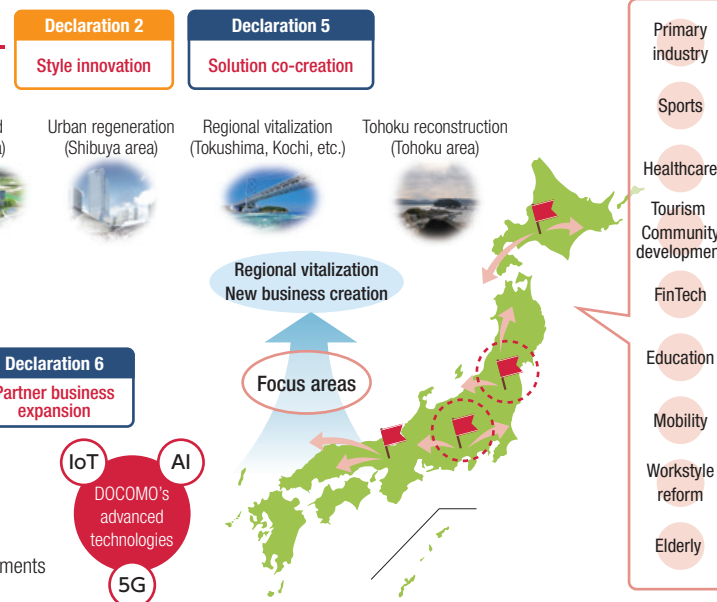 Declaration 2
Style innovation
Declaration 5
Solution co-creation
Urban regeneration
(Shibuya area)
Regional vitalization
(Tokushima, Kochi, etc.)
Tohoku reconstruction
(Tohoku area)
Regional vitalization
New business creation
Focus areas
Declaration 6
Partner business
expansion
IoT
AI
DOCOMO's
advanced
technologies
5G
Primary
industry
Sports
Healthcare
Tourism
Community
development
FinTech
Education
Mobility
Workstyle
reform
Elderly